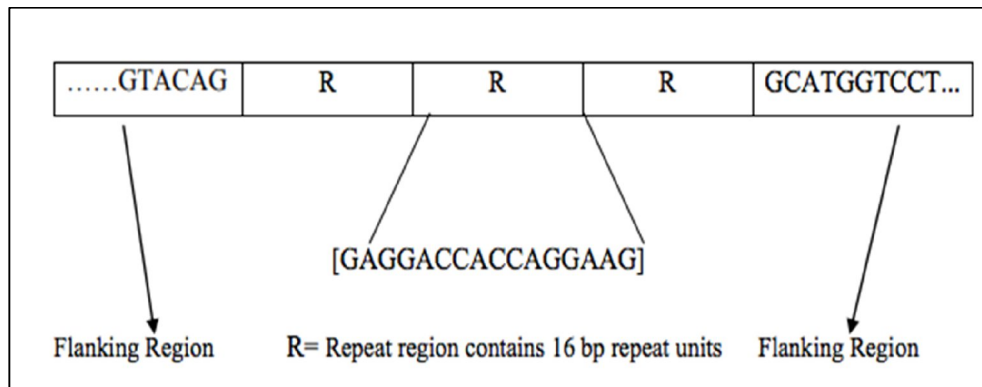 ......GTACAG R R R GCATGGTCCT...
[GAGGACCACCAGGAAG]
Flanking Region R= Repeat region contains 16 bp repeat units Flanking Region